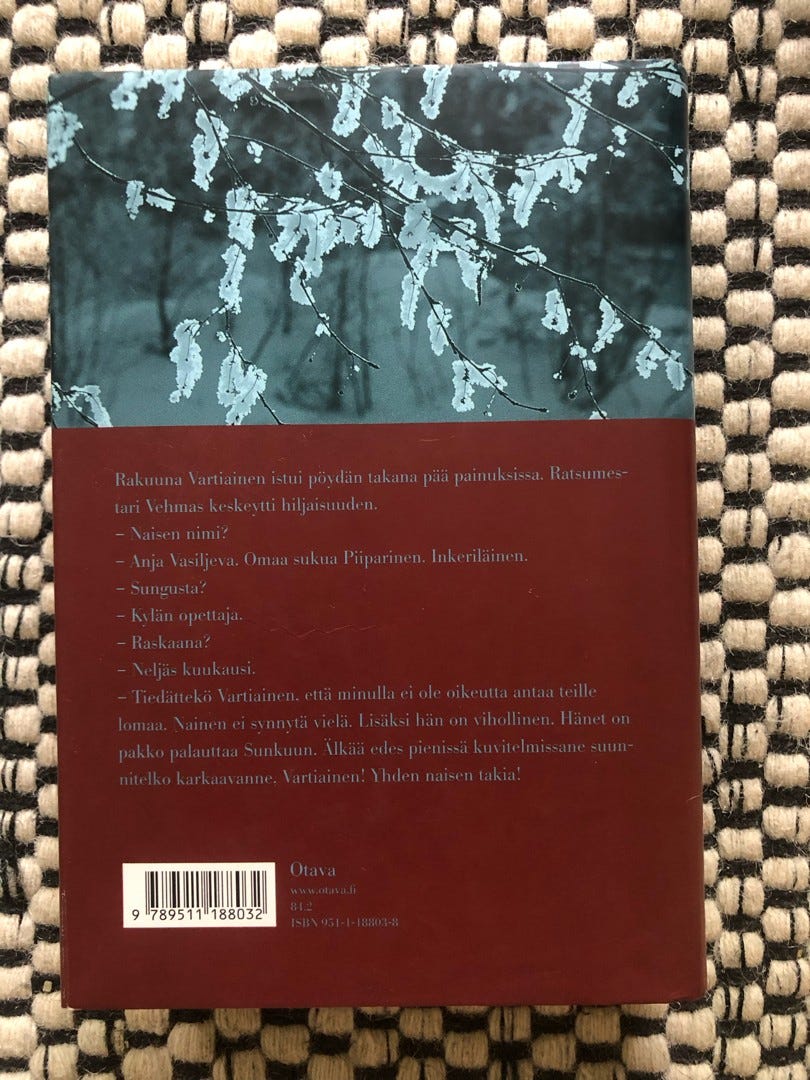 Rakuuna Vartiainen istui pöydän takana pää painuksissa. Ratsumes-
tari Vehmas keskeytti hiljaisuuden.
– Naisen nimi?
– Anja Vasiljeva. Omaa sukua Piiparinen. Inkeriläinen.
– Sungusta?
– Kylän opettaja.
– Raskaana?
– Neljäs kuukausi.
– Tiedättekö Vartiainen, että minulla ei ole oikeutta antaa teille
lomaa. Nainen ei synnytä vielä. Lisäksi hän on vihollinen. Hänet on
pakko palauttaa Sunkuun. Älkää edes pienissä kuvitelmissane suun-
nitelko karkaavanne, Vartiainen! Yhden naisen takia!
Otava
www.otava.fi
84.2
ISBN 951-1-18803-8
9 789511 188032